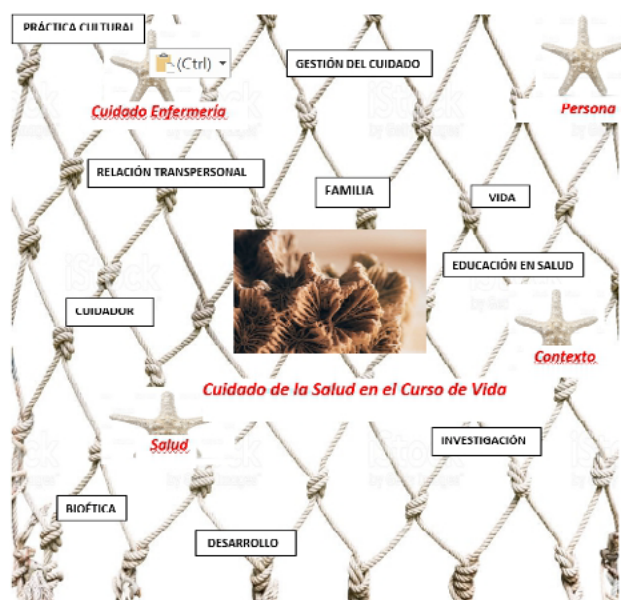 PRÁCTICA CULTURAL
(Ctrl)
GESTIÓN DEL CUIDADO
Cuidado Enfermería
Persona
RELACIÓN TRANSPERSONAL
FAMILIA
VIDA
EDUCACIÓN EN SALUD
CUIDADOR
Contexto
Cuidado de la Salud en el Curso de Vida
Salud
INVESTIGACIÓN
BIOÉTICA
DESARROLLO
iStock